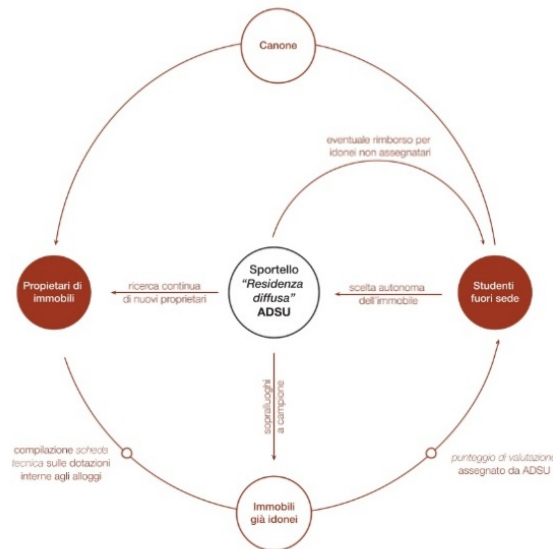 Canone
eventuale rimborso per
idonei non assegnatari
Propietari di
immobili
ricerca continua
di nuovi proprietari
Sportello
"Residenza
diffusa"
ADSU
scelta autonoma
dell'immobile
Studenti
fuori sede
sopralluoghi
a campione
compilazione scheda
tecnica sulle dotazioni
interne agli alloggi
punteggio di valutazione
assegnato da ADSU
Immobili
già idonei